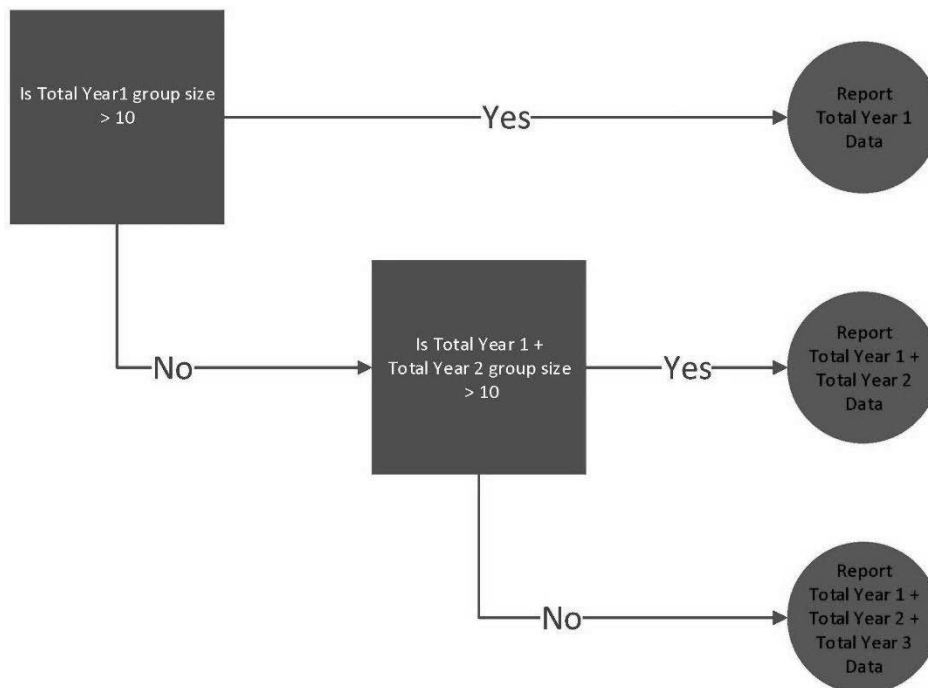 Is Total Year1 group size
> 10
Yes
Report
Total Year 1
Data
No
Is Total Year 1 +
Total Year 2 group size
> 10
Yes
Report
Total Year 1 +
Total Year 2
Data
No
Report
Total Year 1 +
Total Year 2 +
Total Year 3
Data